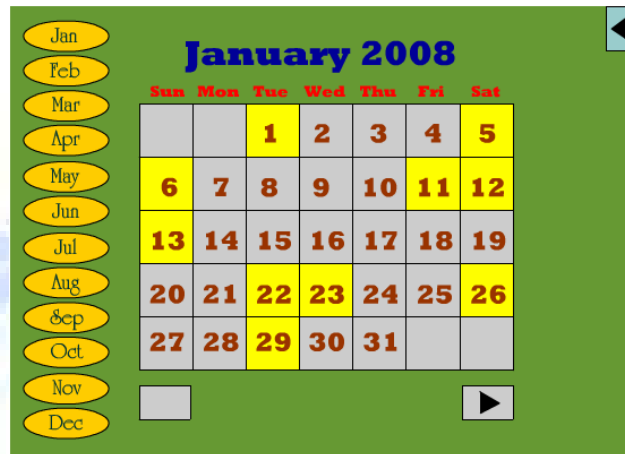 Jan
Feb
Mar
Apr
May
Jun
Jul
Aug
Sep
Oct
Nov
Dec
January 2008
Sun Mon Tue Wed Thu Fri Sat
1 2 3 4 5
6 7 8 9 10 11 12
13 14 15 16 17 18 19
20 21 22 23 24 25 26
27 28 29 30 31